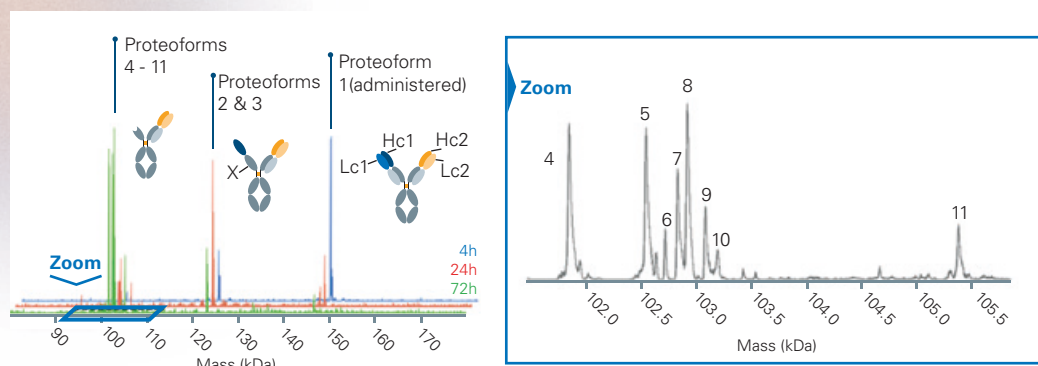 Proteoforms
4 - 11
Proteoforms
2 & 3
Proteoform
1(administered)
X
Lc1
Hc1
Hc2
Lc2
4h
24h
72h
Zoom
90
100
110
120
130
140
150
160
170
Mass (kDa)
Zoom
4
5
6
7
8
9
10
11
102.0
102.5
103.0
103.5
104.0
104.5
105.0
105.5
Mass (kDa)